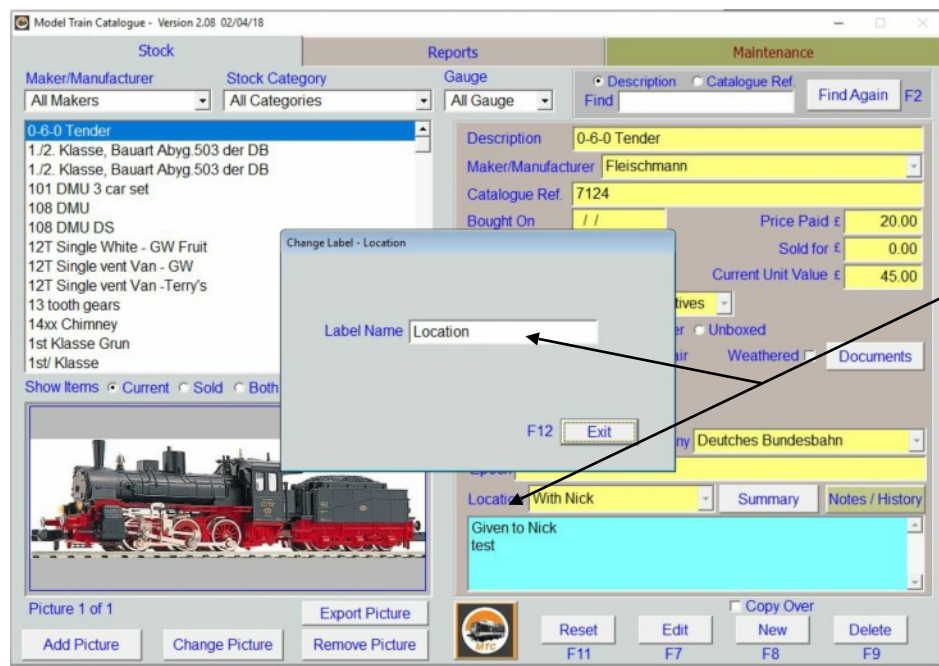 Model Train Catalogue - Version 2.08 02/04/18
Stock Reports Maintenance
Maker/Manufacturer Stock Category Gauge
All Makers All Categories All Gauge
Description Catalogue Ref.
Find Find Again F2
0-6-0 Tender
1./2. Klasse, Bauart Abyg.503 der DB
1./2. Klasse, Bauart Abyg.503 der DB
101 DMU 3 car set
108 DMU
108 DMU DS
12T Single White - GW Fruit
12T Single vent Van - GW
12T Single vent Van -Terry's
13 tooth gears
14xx Chimney
1st Klasse Grun
1st/ Klasse
Show Items Current Sold Both
Description 0-6-0 Tender
Maker/Manufacturer Fleischmann
Catalogue Ref. 7124
Bought On / / Price Paid £ 20.00
Sold for £ 0.00
Current Unit Value £ 45.00
Unboxed
Weathered Documents
Deutches Bundesbahn
Change Label - Location
Label Name Location
F12 Exit
With Nick Summary Notes / History
Given to Nick
test
Picture 1 of 1 Export Picture
Add Picture Change Picture Remove Picture
MTC
Copy Over
Reset Edit New Delete
F11 F7 F8 F9